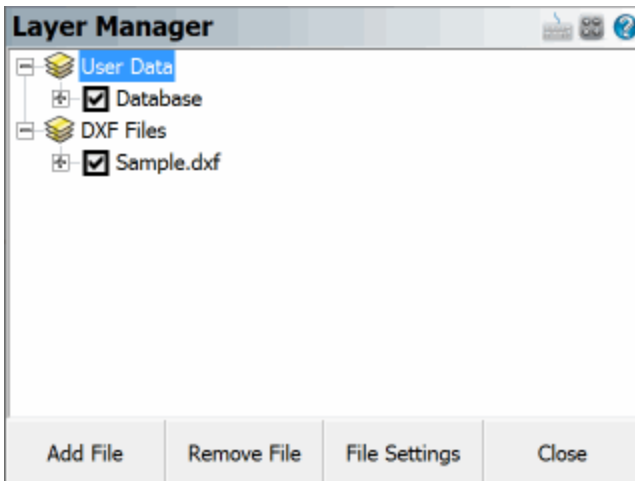 Layer Manager
User Data
Database
DXF Files
Sample.dxf
Add File Remove File File Settings Close